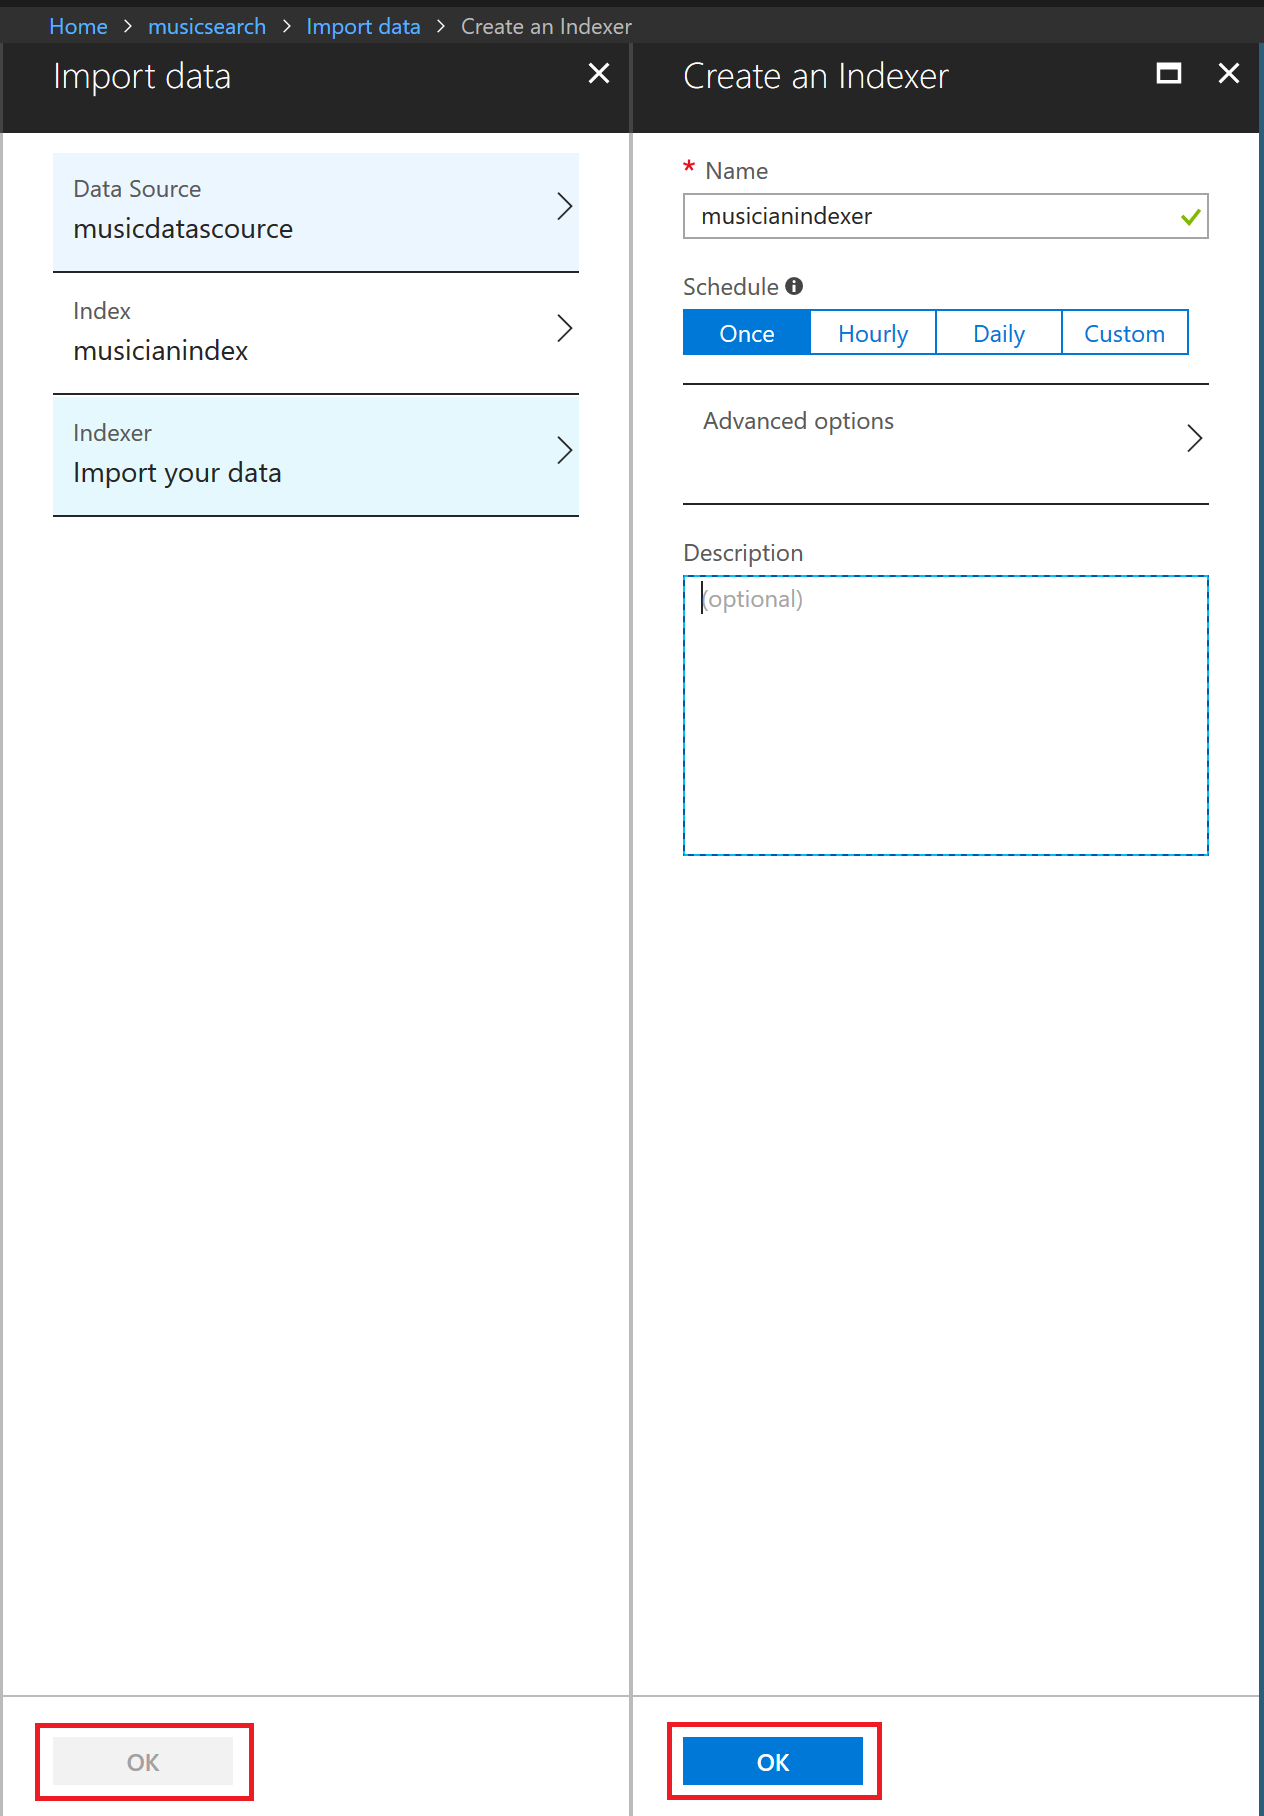 Home > musicsearch > Import data > Create an Indexer
Import data
Data Source
musicdatascource
Index
musicianindex
Indexer
Import your data
OK
Create an Indexer
* Name
musicianindexer
Schedule
Once Hourly Daily Custom
Advanced options
Description
(optional)
OK